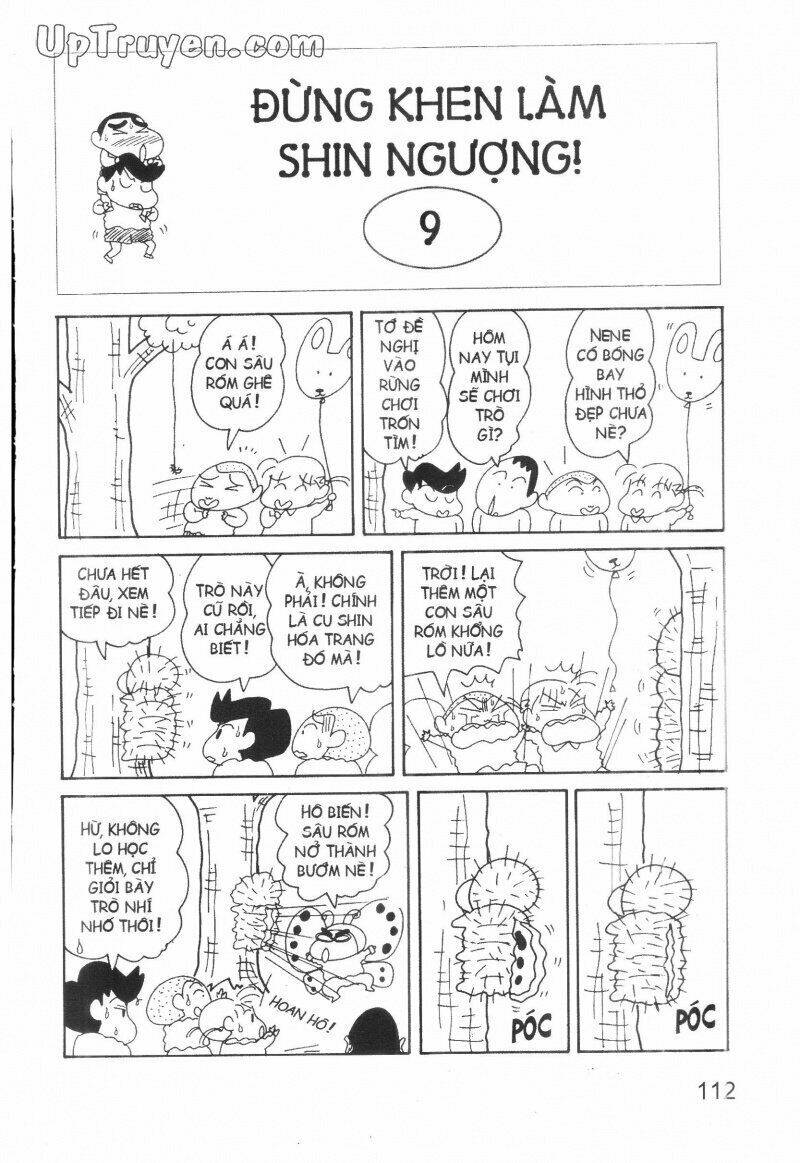 UpTruyen.com
ĐỪNG KHEN LÀM
SHIN NGƯỢNG!
9
NENE
CÓ BÓNG
BAY
HÌNH THỎ
ĐẸP CHƯA
NÈ?
HÔM
NAY TỤI
MÌNH
SẼ CHƠI
TRÒ
GÌ?
TỚ ĐỀ
NGHỊ
VÀO
RỪNG
CHƠI
TRỐN
TÌM!
Á Á!
CON SÂU
RÓM GHÊ
QUÁ!
TRỜI! LẠI
THÊM MỘT
CON SÂU
RÓM KHỔNG
LỒ NỮA!
À, KHÔNG
PHẢI! CHÍNH
LÀ CU SHIN
HÓA TRANG
ĐÓ MÀ!
TRÒ NÀY
CŨ RỒI,
AI CHẲNG
BIẾT!
CHƯA HẾT
ĐÂU, XEM
TIẾP ĐI NÈ!
PÓC
PÓC
HÔ BIẾN!
SÂU RÓM
NỞ THÀNH
BƯỚM NÈ!
HOAN HÔ!
HỪ, KHÔNG
LO HỌC
THÊM, CHỈ
GIỎI BÀY
TRÒ NHÍ
NHỐ THÔI!
112